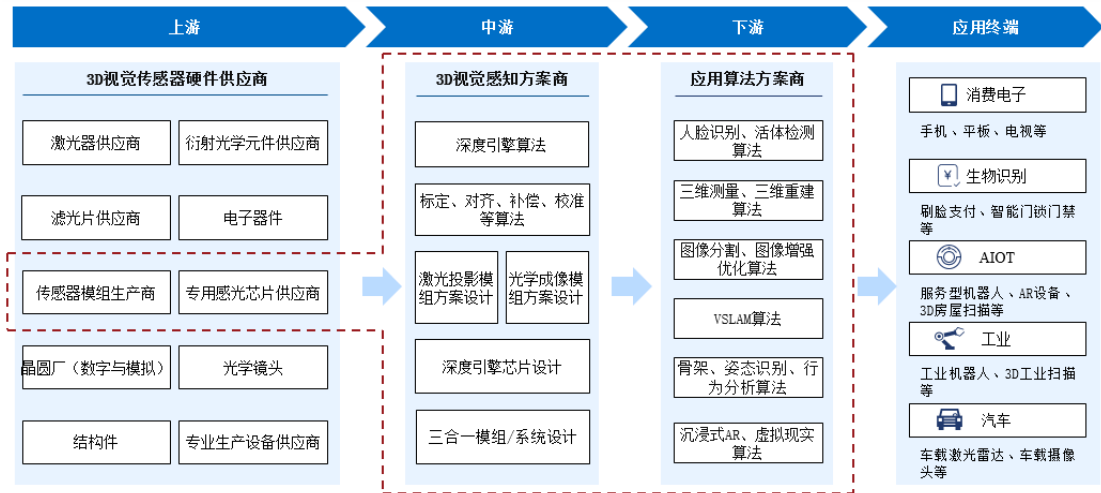 上游
中游
下游
应用终端
3D视觉传感器硬件供应商
激光器供应商
衍射光学元件供应商
滤光片供应商
电子器件
传感器模组生产商
专用感光芯片供应商
晶圆厂（数字与模拟）
光学镜头
结构件
专业生产设备供应商
3D视觉感知方案商
深度引擎算法
标定、对齐、补偿、校准
等算法
激光投影模
组方案设计
光学成像模
组方案设计
深度引擎芯片设计
三合一模组/系统设计
应用算法方案商
人脸识别、活体检测
算法
三维测量、三维重建
算法
图像分割、图像增强
优化算法
VSLAM算法
骨架、姿态识别、行
为分析算法
沉浸式AR、虚拟现实
算法
消费电子
手机、平板、电视等
¥
生物识别
刷脸支付、智能门锁门禁
等
AIOT
服务型机器人、AR设备、
3D房屋扫描等
工业
工业机器人、3D工业扫描
等
汽车
车载激光雷达、车载摄像
头等